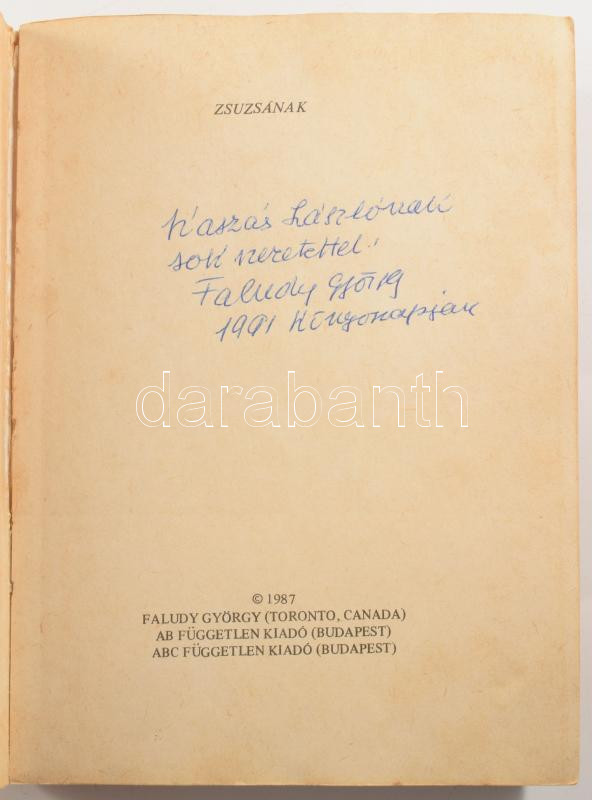 ZSUZSÁNAK
Kaszás Lászlónak
sok szeretettel:
Faludy György
1991 Könyvnapján
darabanth
© 1987
FALUDY GYÖRGY (TORONTO, CANADA)
AB FÜGGETLEN KIADÓ (BUDAPEST)
ABC FÜGGETLEN KIADÓ (BUDAPEST)